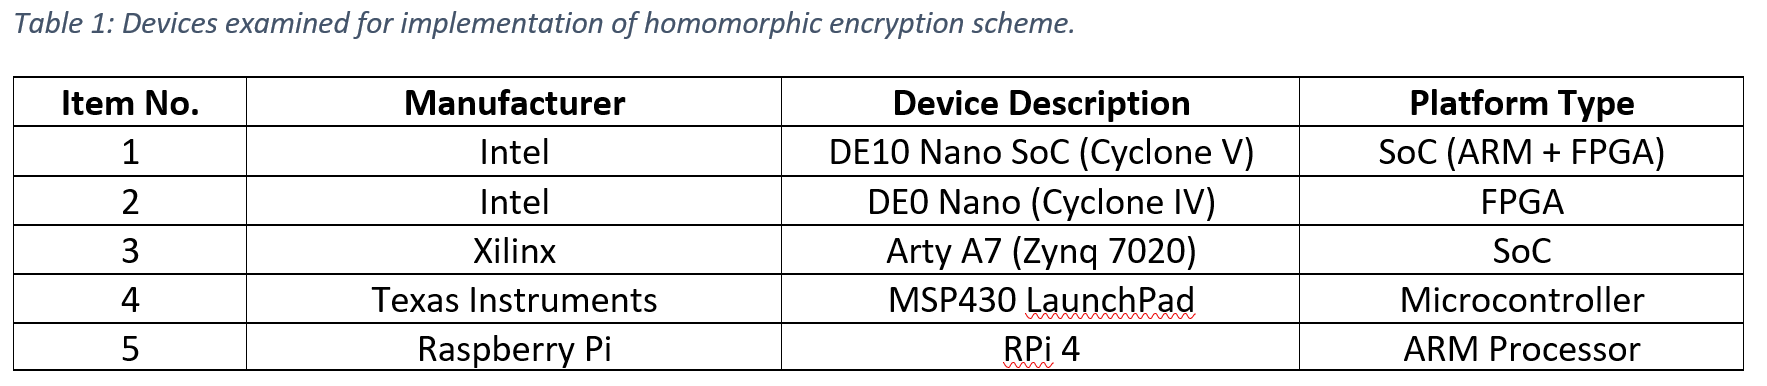 Table 1: Devices examined for implementation of homomorphic encryption scheme.
Item No. Manufacturer Device Description Platform Type
1 Intel DE10 Nano SoC (Cyclone V) SoC (ARM + FPGA)
2 Intel DE0 Nano (Cyclone IV) FPGA
3 Xilinx Arty A7 (Zynq 7020) SoC
4 Texas Instruments MSP430 LaunchPad Microcontroller
5 Raspberry Pi RPi 4 ARM Processor